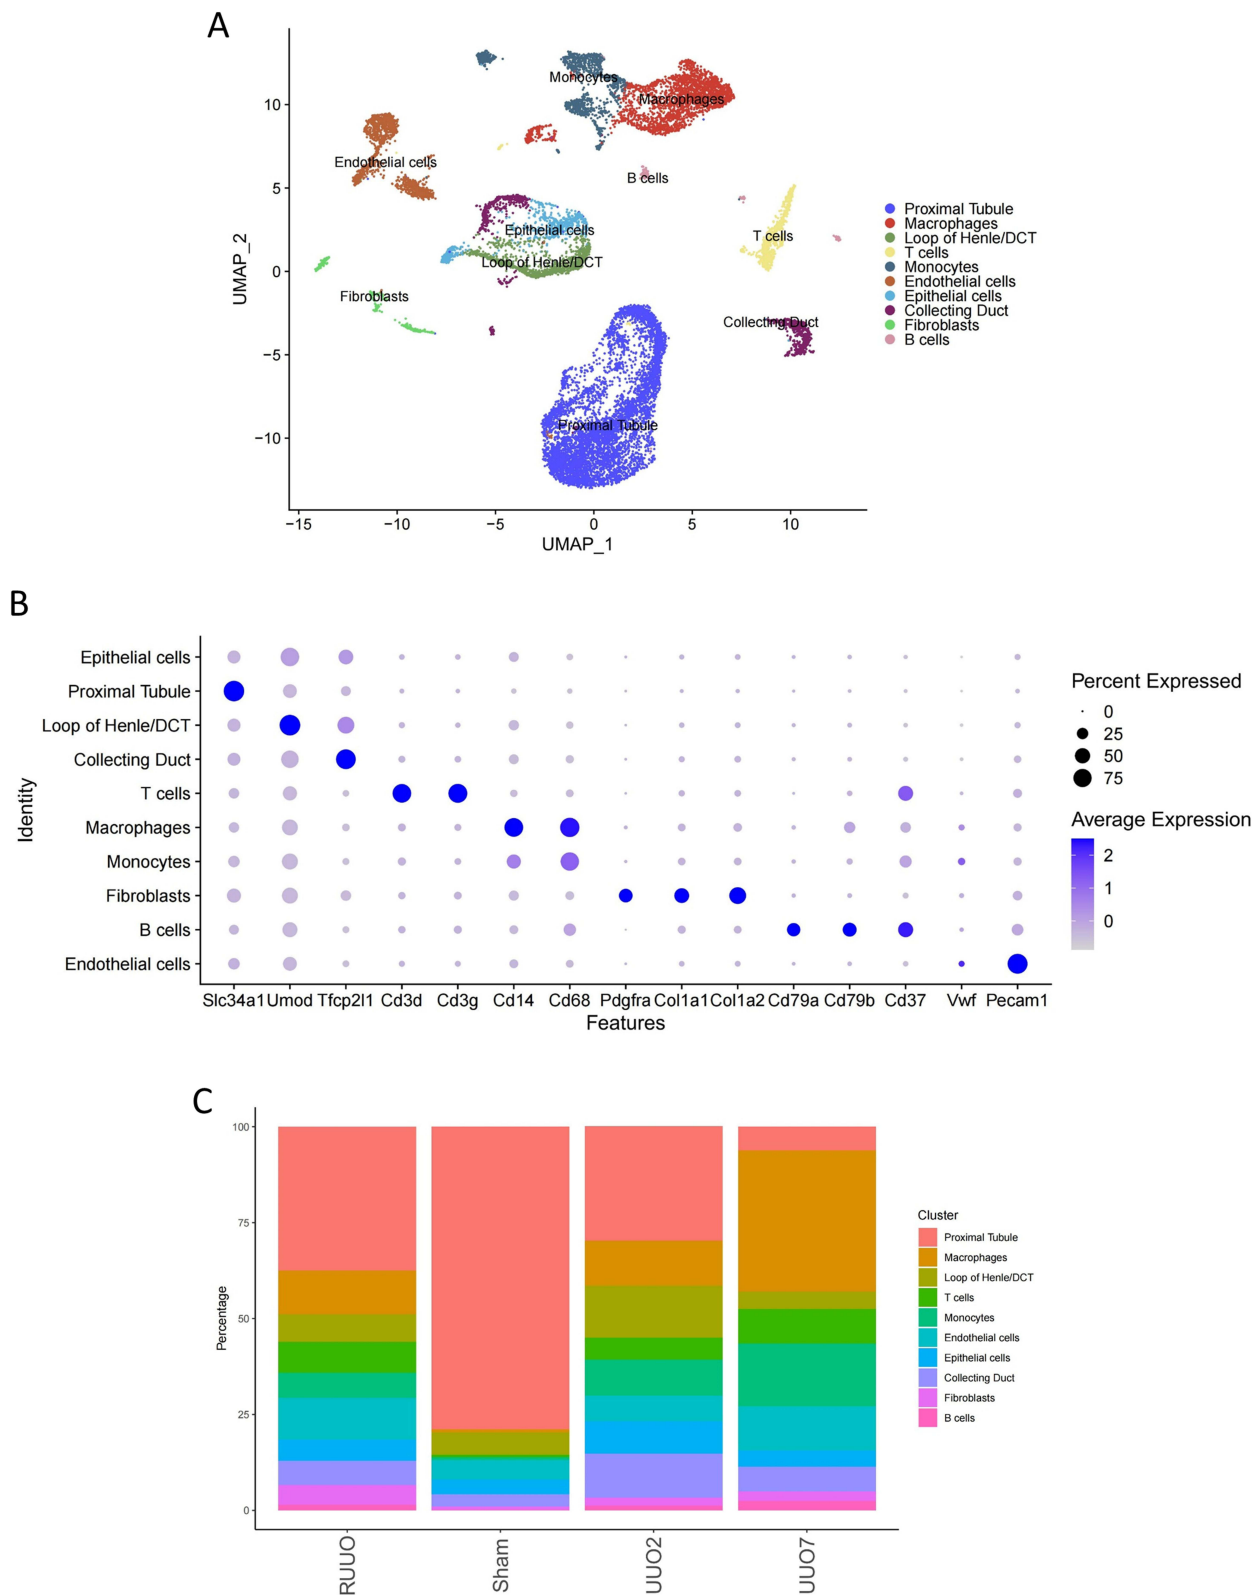 A
UMAP_2
10
5
0
−5
−10
Monocytes
Macrophages
Endothelial cells
B cells
Epithelial cells
T cells
Loop of Henle/DCT
Fibroblasts
Collecting Duct
Proximal Tubule
−15
−10
−5
0
5
10
UMAP_1
Proximal Tubule
Macrophages
Loop of Henle/DCT
T cells
Monocytes
Endothelial cells
Epithelial cells
Collecting Duct
Fibroblasts
B cells
B
Identity
Epithelial cells
Proximal Tubule
Loop of Henle/DCT
Collecting Duct
T cells
Macrophages
Monocytes
Fibroblasts
B cells
Endothelial cells
Slc34a1 Umod Tfcp2l1 Cd3d Cd3g Cd14 Cd68 Pdgfra Col1a1 Col1a2 Cd79a Cd79b Cd37 Vwf Pecam1
Features
Percent Expressed
0
25
50
75
Average Expression
2
1
0
C
Percentage
100
75
50
25
0
RUUO
Sham
UUO2
UUO7
Cluster
Proximal Tubule
Macrophages
Loop of Henle/DCT
T cells
Monocytes
Endothelial cells
Epithelial cells
Collecting Duct
Fibroblasts
B cells